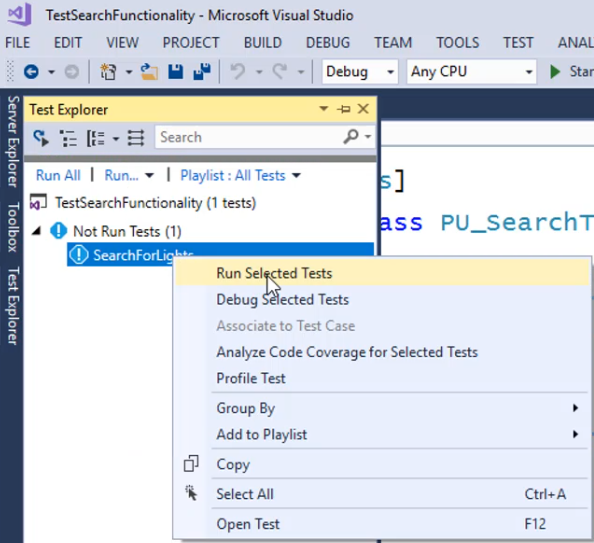 TestSearchFunctionality - Microsoft Visual Studio
FILE EDIT VIEW PROJECT BUILD DEBUG TEAM TOOLS TEST ANAL
Debug Any CPU Star
Server Explorer
Toolbox
Test Explorer
Test Explorer
Search
Run All | Run... | Playlist : All Tests
TestSearchFunctionality (1 tests)
Not Run Tests (1)
SearchForLights
s]
ass PU_SearchT
Run Selected Tests
Debug Selected Tests
Associate to Test Case
Analyze Code Coverage for Selected Tests
Profile Test
Group By
Add to Playlist
Copy
Select All Ctrl+A
Open Test F12